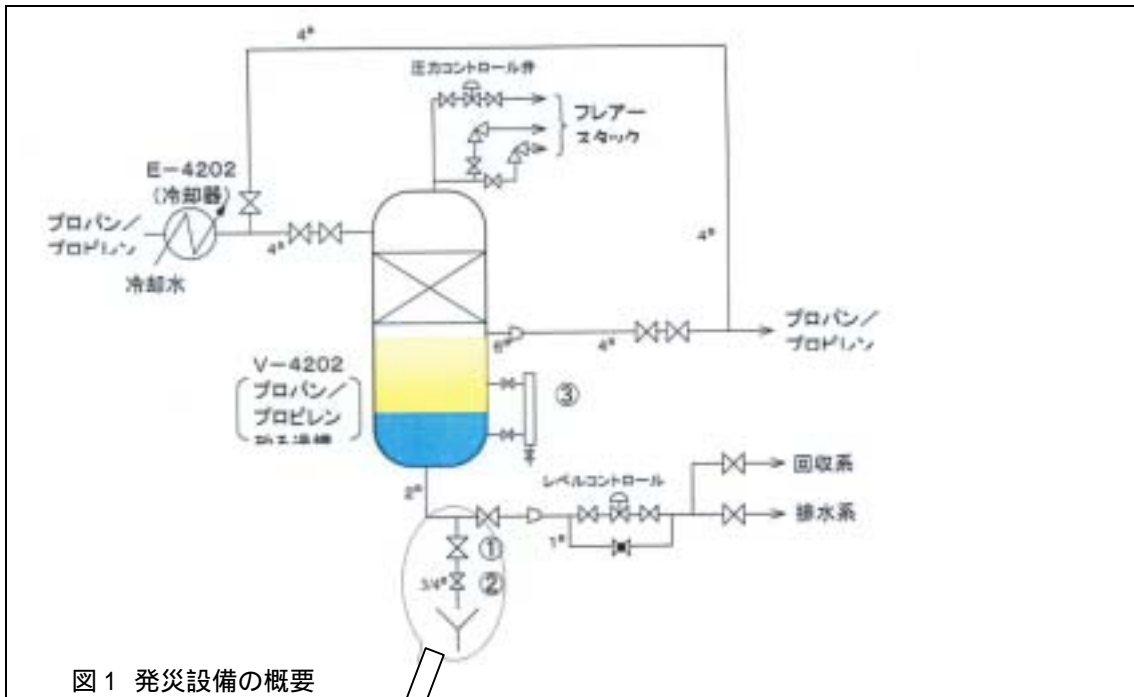 4"
圧力コントロール弁
フレアー
スタック
E-4202
(冷却器)
プロパン/
プロピレン
4"
冷却水
4"
プロパン/
プロピレン
6"
4"
V-4202
プロパン/
プロピレン
③
2"
レベルコントロール
回収系
排水系
1"
①
3/4"
②
図1 発災設備の概要